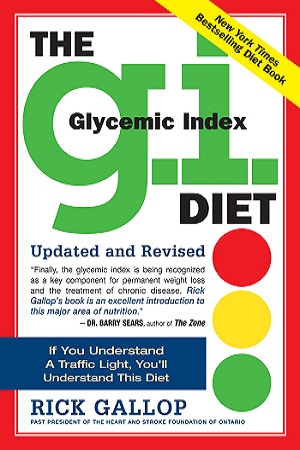 New York Times
Bestselling Diet Book
THE
g.i.
Glycemic Index
DIET
Updated and Revised
"Finally, the glycemic index is being recognized
as a key component for permanent weight loss
and the treatment of chronic disease. Rick
Gallop's book is an excellent introduction to
this major area of nutrition."
— DR. BARRY SEARS, author of The Zone
If You Understand
A Traffic Light, You'll
Understand This Diet
RICK GALLOP
PAST PRESIDENT OF THE HEART AND STROKE FOUNDATION OF ONTARIO